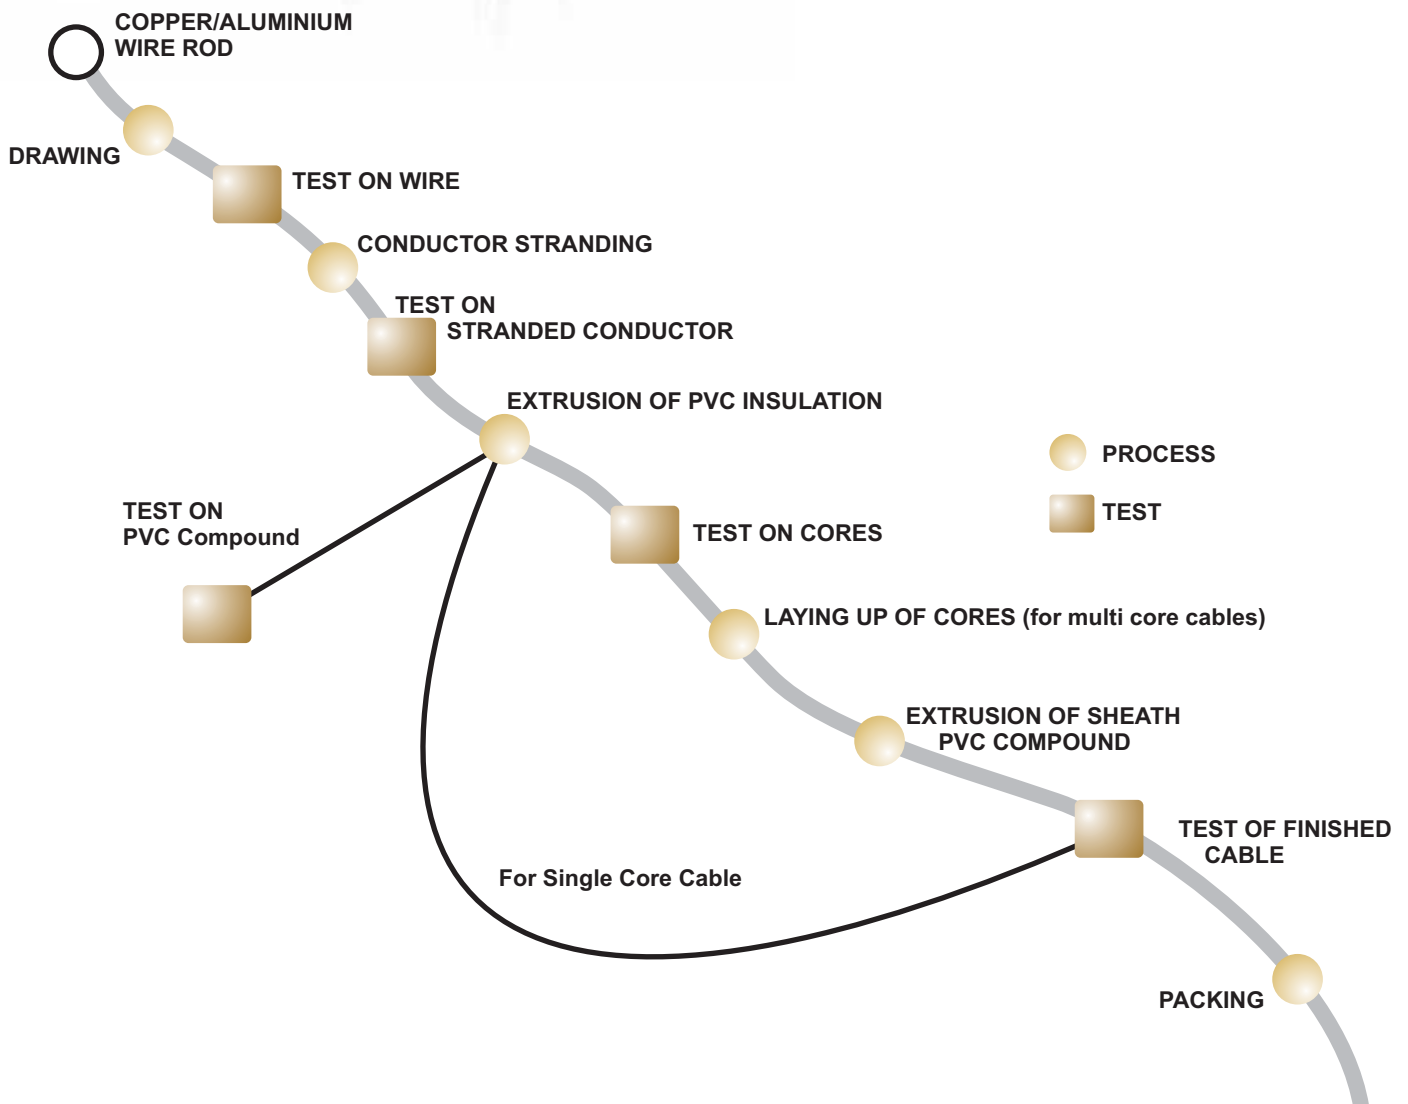 COPPER/ALUMINIUM
WIRE ROD
DRAWING
TEST ON WIRE
CONDUCTOR STRANDING
TEST ON
STRANDED CONDUCTOR
EXTRUSION OF PVC INSULATION
PROCESS
TEST
TEST ON
PVC Compound
TEST ON CORES
LAYING UP OF CORES (for multi core cables)
EXTRUSION OF SHEATH
PVC COMPOUND
TEST OF FINISHED
CABLE
For Single Core Cable
PACKING